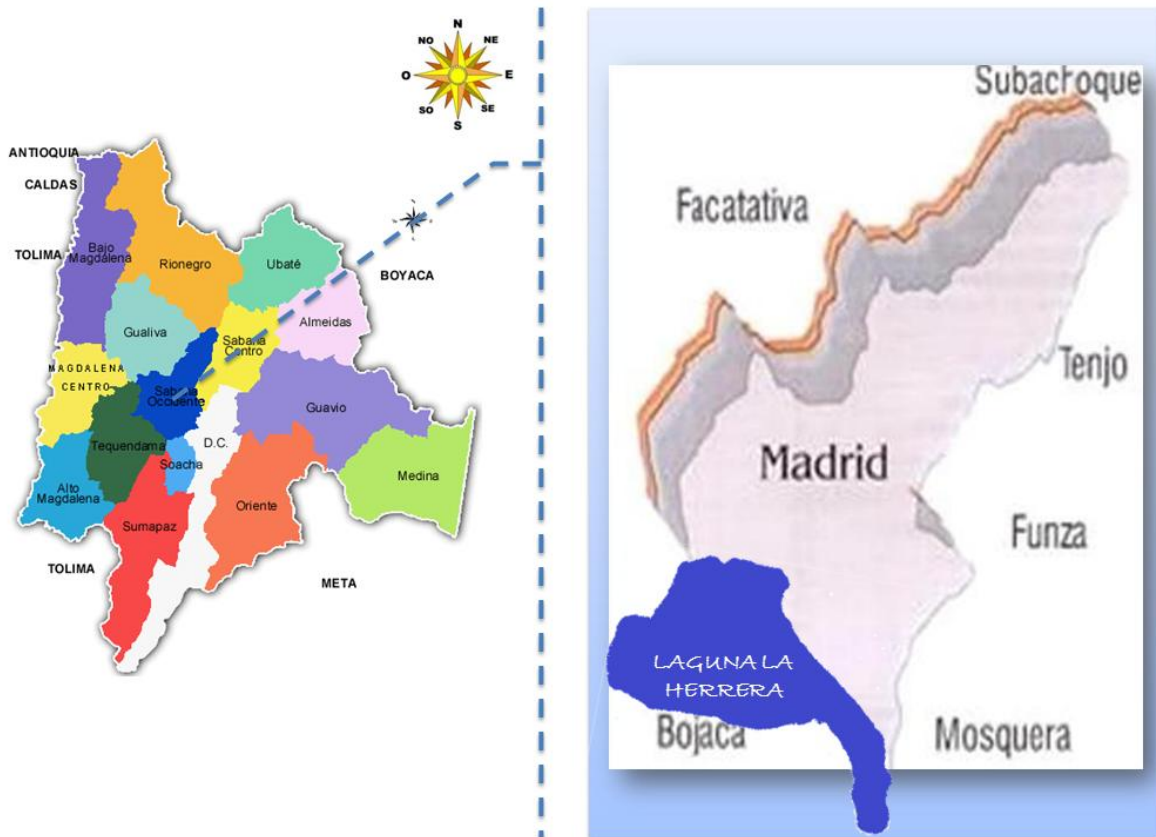 N
NO
NE
O
E
SO
SE
S
ANTIOQUIA
CALDAS
TOLIMA
Bajo
Magdalena
Rionegro
Ubaté
BOYACA
Gualiva
Sabana
Centro
Almeidas
MAGDALENA
CENTRO
Sabana
Occidente
Guavio
Tequendama
D.C.
Soacha
Alto
Magdalena
Medina
Oriente
Sumapaz
TOLIMA
META
Subachoque
Facatativa
Tenjo
Madrid
Funza
LAGUNA LA
HERRERA
Bojaca
Mosquera